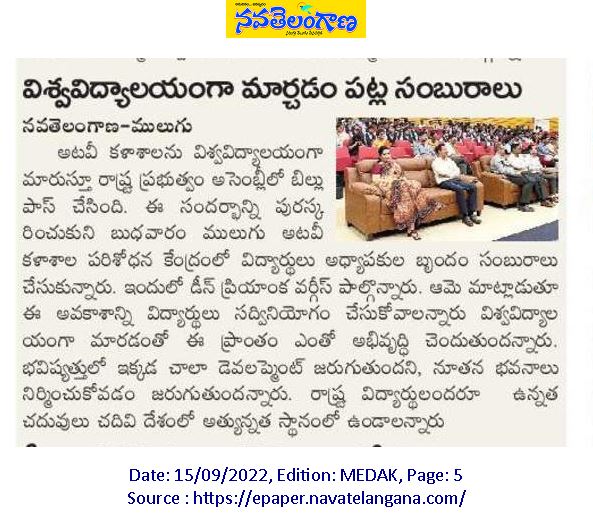 నవతెలంగాణ
విశ్వవిద్యాలయంగా మార్చడం పట్ల సంబురాలు
నవతెలంగాణ-ములుగు
అటవీ కళాశాలను విశ్వవిద్యాలయంగా
మారుస్తూ రాష్ట్ర ప్రభుత్వం అసెంబ్లీలో బిల్లు
పాస్ చేసింది. ఈ సందర్భాన్ని పురస్క
రించుకుని బుధవారం ములుగు అటవీ
కళాశాల పరిశోధన కేంద్రంలో విద్యార్థులు అధ్యాపకుల బృందం సంబురాలు
చేసుకున్నారు. ఇందులో డీన్ ప్రియాంక వర్గీస్ పాల్గొన్నారు. ఆమె మాట్లాడుతూ
ఈ అవకాశాన్ని విద్యార్థులు సద్వినియోగం చేసుకోవాలన్నారు విశ్వవిద్యాల
యంగా మారడంతో ఈ ప్రాంతం ఎంతో అభివృద్ధి చెందుతుందన్నారు.
భవిష్యత్తులో ఇక్కడ చాలా డెవలప్మెంట్ జరుగుతుందని, నూతన భవనాలు
నిర్మించుకోవడం జరుగుతుందన్నారు. రాష్ట్ర విద్యార్థులందరూ ఉన్నత
చదువులు చదివి దేశంలో అత్యున్నత స్థానంలో ఉండాలన్నారు
Date: 15/09/2022, Edition: MEDAK, Page: 5
Source : https://epaper.navatelangana.com/